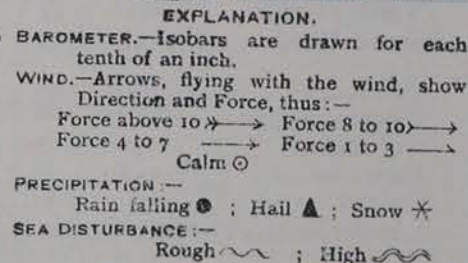 EXPLANATION.
BAROMETER.—Isobars are drawn for each
tenth of an inch.
WIND.—Arrows, flying with the wind, show
Direction and Force, thus:—
Force above 10 Force 8 to 10
Force 4 to 7 Force 1 to 3
Calm
PRECIPITATION:—
Rain falling ; Hail ; Snow
SEA DISTURBANCE:—
Rough ; High